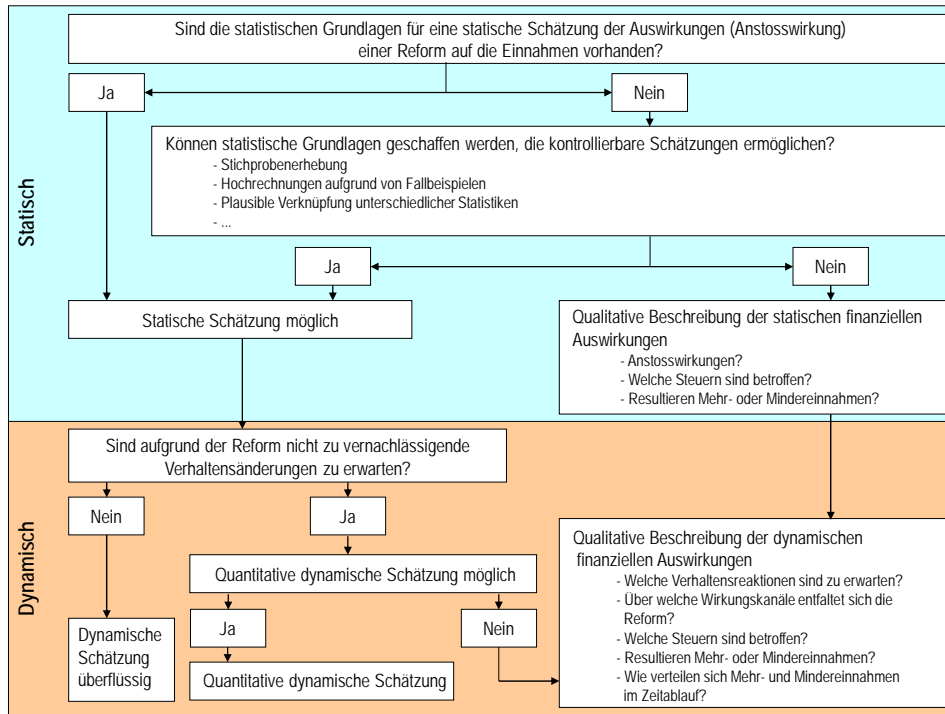 Sind die statistischen Grundlagen für eine statische Schätzung der Auswirkungen (Anstosswirkung)
einer Reform auf die Einnahmen vorhanden?
Ja
Nein
Können statistische Grundlagen geschaffen werden, die kontrollierbare Schätzungen ermöglichen?
- Stichprobenerhebung
- Hochrechnungen aufgrund von Fallbeispielen
- Plausible Verknüpfung unterschiedlicher Statistiken
- ...
Statisch
Ja
Nein
Statische Schätzung möglich
Qualitative Beschreibung der statischen finanziellen
Auswirkungen
- Anstosswirkungen?
- Welche Steuern sind betroffen?
- Resultieren Mehr- oder Mindereinnahmen?
Sind aufgrund der Reform nicht zu vernachlässigende
Verhaltensänderungen zu erwarten?
Nein
Ja
Dynamisch
Quantitative dynamische Schätzung möglich
Ja
Nein
Dynamische
Schätzung
überflüssig
Quantitative dynamische Schätzung
Qualitative Beschreibung der dynamischen
finanziellen Auswirkungen
- Welche Verhaltensreaktionen sind zu erwarten?
- Über welche Wirkungskanäle entfaltet sich die
Reform?
- Welche Steuern sind betroffen?
- Resultieren Mehr- oder Mindereinnahmen?
- Wie verteilen sich Mehr- und Mindereinnahmen
im Zeitablauf?